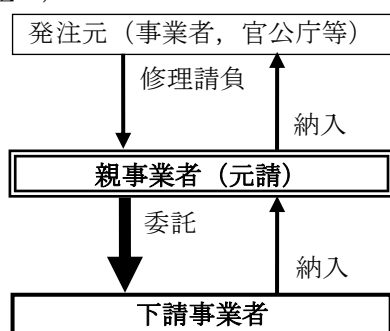 発注元（事業者，官公庁等）
修理請負
納入
親事業者（元請）
委託
納入
下請事業者